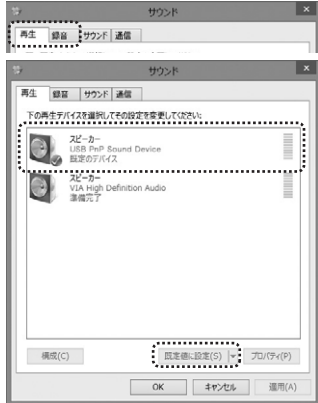 サウンド
再生 録音 サウンド 通信
サウンド
再生 録音 サウンド 通信
下の再生デバイスを選択してその設定を変更してください:
スピーカー
USB PnP Sound Device
既定のデバイス
スピーカー
VIA High Definition Audio
準備完了
構成(C) 既定値に設定(S) プロパティ(P)
OK キャンセル 適用(A)